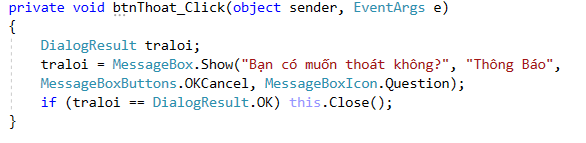 private void btnThoat_Click(object sender, EventArgs e)
{
DialogResult traloi;
traloi = MessageBox.Show("Bạn có muốn thoát không?", "Thông Báo",
MessageBoxButtons.OKCancel, MessageBoxIcon.Question);
if (traloi == DialogResult.OK) this.Close();
}